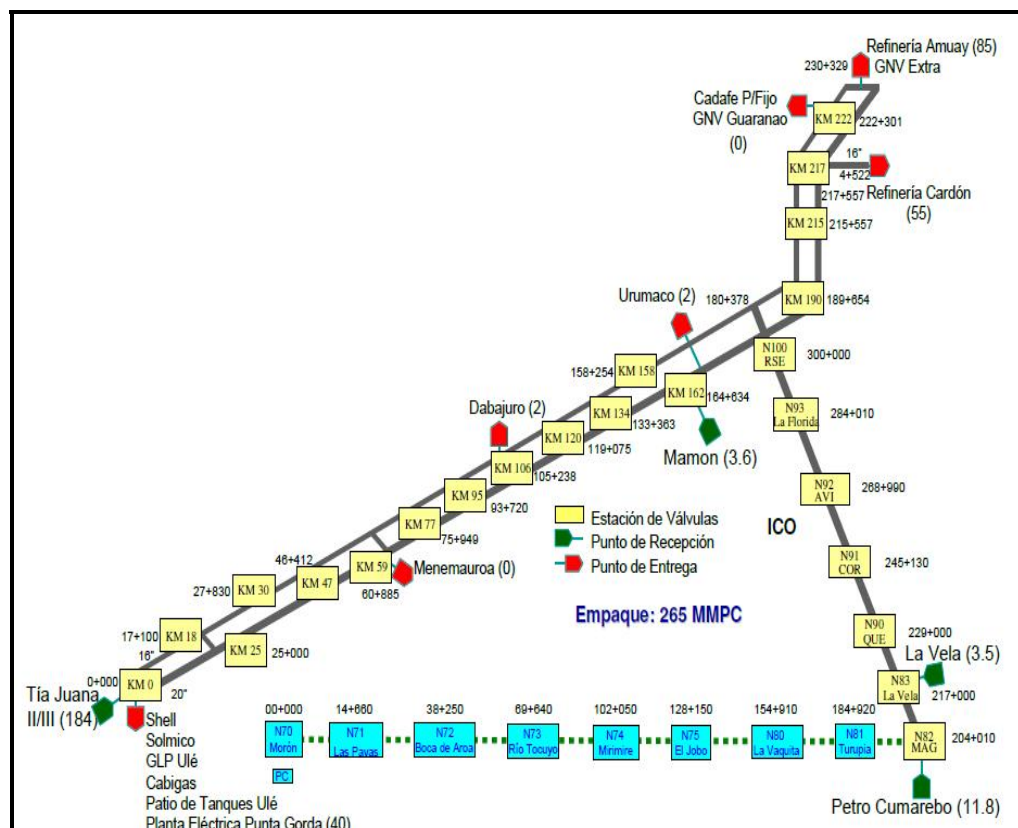 Refinería Amuay (85)
GNV Extra
230+329
Cadafe P/Fijo
GNV Guaranao
(0)
KM 222
222+301
16"
KM 217
4+522
Refinería Cardón
(55)
217+557
KM 215
215+557
Urumaco (2)
180+378
KM 190
189+654
N100
RSE
300+000
158+254
KM 158
KM 162
164+634
Dabajuro (2)
KM 134
133+363
N93
La Florida
284+010
Mamon (3.6)
KM 120
119+075
KM 106
105+238
KM 95
93+720
N92
AVI
268+990
KM 77
75+949
Estación de Válvulas
Punto de Recepción
Punto de Entrega
ICO
46+412
KM 59
60+885
Menemauroa (0)
N91
COR
245+130
27+830
KM 30
KM 47
Empaque: 265 MMPC
17+100
KM 18
KM 25
25+000
N90
QUE
229+000
La Vela (3.5)
16"
0+000
KM 0
20"
N83
La Vela
217+000
Tía Juana
II/III (184)
Shell
Solmico
GLP Ulé
Cabigas
Patio de Tanques Ulé
Planta Eléctrica Punta Gorda (40)
00+000
14+660
38+250
69+640
102+050
128+150
154+910
184+920
N70
Morón
N71
Las Pavas
N72
Boca de Aroa
N73
Río Tocuyo
N74
Mirimire
N75
El Jobo
N80
La Vaquita
N81
Turupia
N82
MAG
204+010
PC
Petro Cumarebo (11.8)